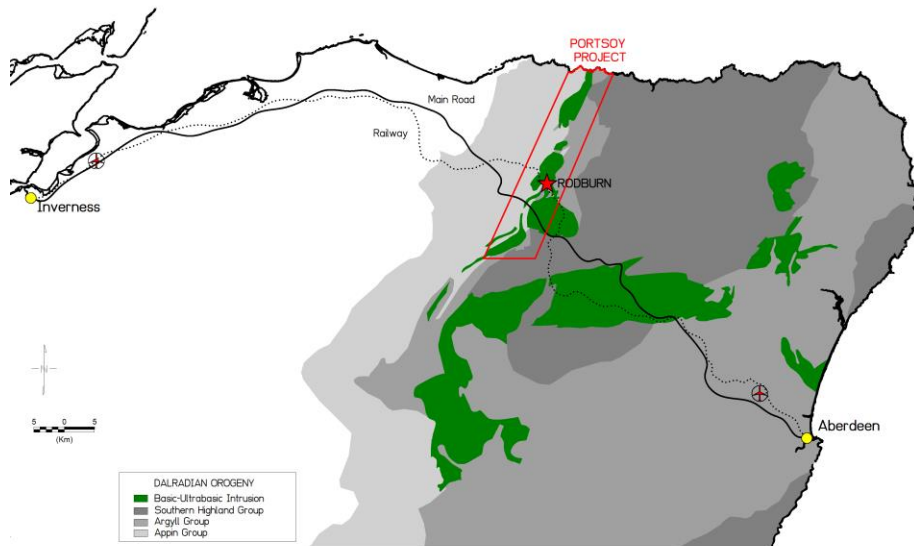 PORTSOY
PROJECT
Main Road
Railway
RODBURN
Inverness
N
5 0 5
(Km)
Aberdeen
DALRADIAN OROGENY
Basic-Ultrabasic Intrusion
Southern Highland Group
Argyll Group
Appin Group